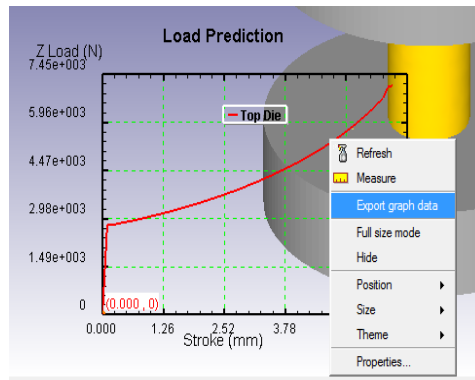 Load Prediction
Z Load (N)
7.45e+003
5.96e+003
Top Die
4.47e+003
2.98e+003
1.49e+003
0
(0.000 , 0)
0.000 1.26 2.52 3.78
Stroke (mm)
Refresh
Measure
Export graph data
Full size mode
Hide
Position
Size
Theme
Properties...